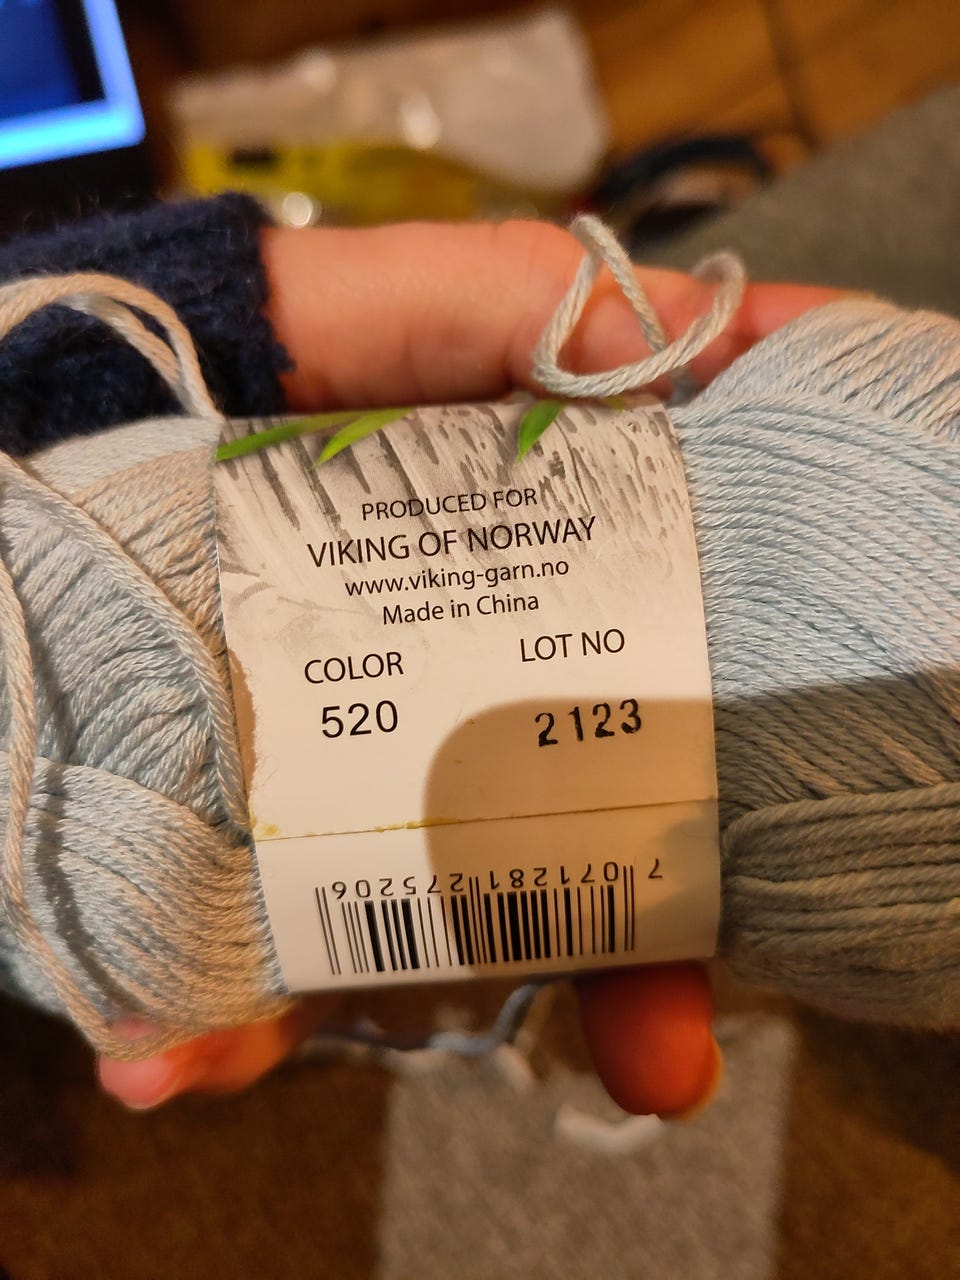 PRODUCED FOR
VIKING OF NORWAY
www.viking-garn.no
Made in China
COLOR LOT NO
520 2123
7 071281 275206